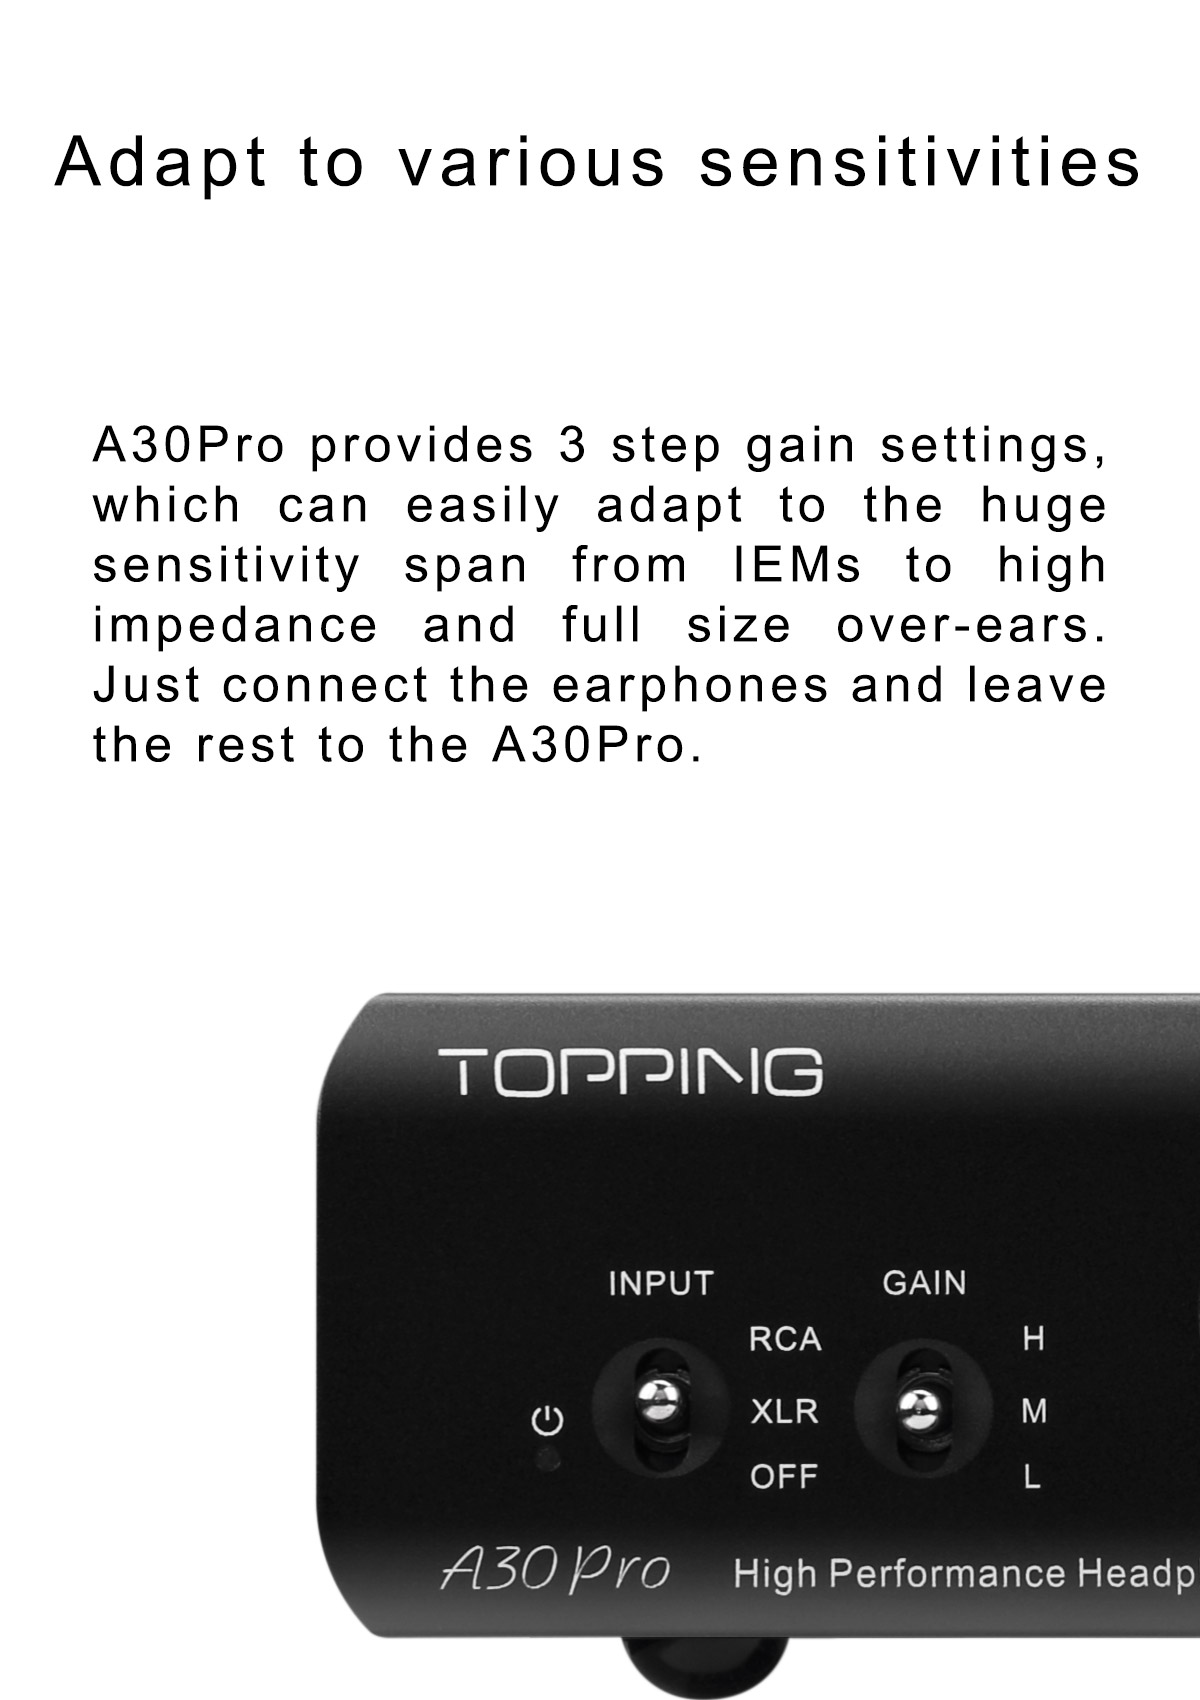 Adapt to various sensitivities
A30Pro provides 3 step gain settings,
which can easily adapt to the huge
sensitivity span from IEMs to high
impedance and full size over-ears.
Just connect the earphones and leave
the rest to the A30Pro.
TOPPING
INPUT GAIN
RCA H
XLR M
OFF L
A30 Pro High Performance Headp